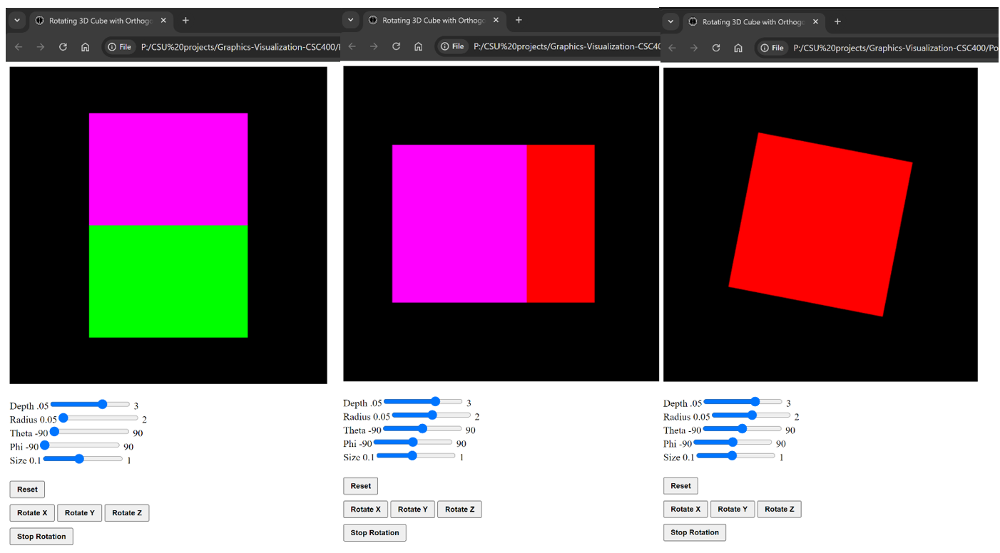 Rotating 3D Cube with Orthogo
File P:/CSU%20projects/Graphics-Visualization-CSC400/
Depth .05 3
Radius 0.05 2
Theta -90 90
Phi -90 90
Size 0.1 1
Reset
Rotate X Rotate Y Rotate Z
Stop Rotation
Rotating 3D Cube with Orthogo
File P:/CSU%20projects/Graphics-Visualization-CSC40
Depth .05 3
Radius 0.05 2
Theta -90 90
Phi -90 90
Size 0.1 1
Reset
Rotate X Rotate Y Rotate Z
Stop Rotation
Rotating 3D Cube with Orthog
File P:/CSU%20projects/Graphics-Visualization-CSC400/Po
Depth .05 3
Radius 0.05 2
Theta -90 90
Phi -90 90
Size 0.1 1
Reset
Rotate X Rotate Y Rotate Z
Stop Rotation